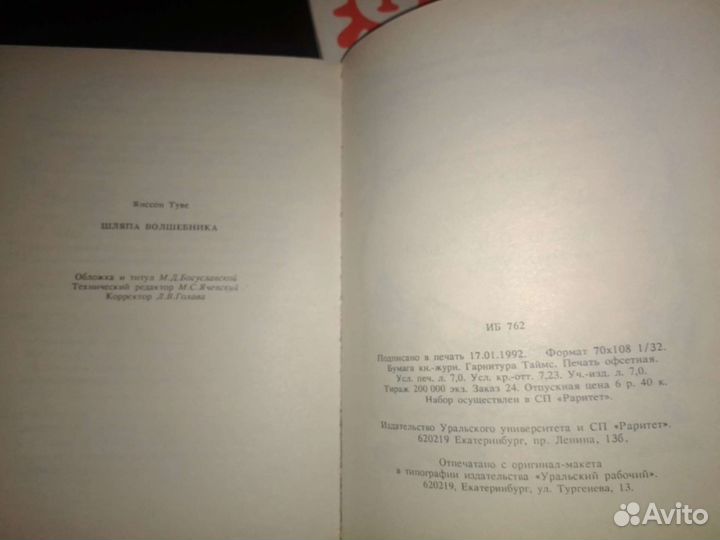 Янссон Туве
ШЛЯПА ВОЛШЕБНИКА
Обложка и титул М.Д.Богуславской
Технический редактор М.С.Ячевский
Корректор Л.В.Голава
ИБ 762
Подписано в печать 17.01.1992. Формат 70х108 1/32.
Бумага кн.-журн. Гарнитура Таймс. Печать офсетная.
Усл. печ. л. 7,0. Усл. кр.-отт. 7,23. Уч.-изд. л. 7,0.
Тираж 200 000 экз. Заказ 24. Отпускная цена 6 р. 40 к.
Набор осуществлен в СП «Раритет».
Издательство Уральского университета и СП «Раритет».
620219 Екатеринбург, пр. Ленина, 13б.
Отпечатано с оригинал-макета
в типографии издательства «Уральский рабочий».
620219, Екатеринбург, ул. Тургенева, 13.
Avito